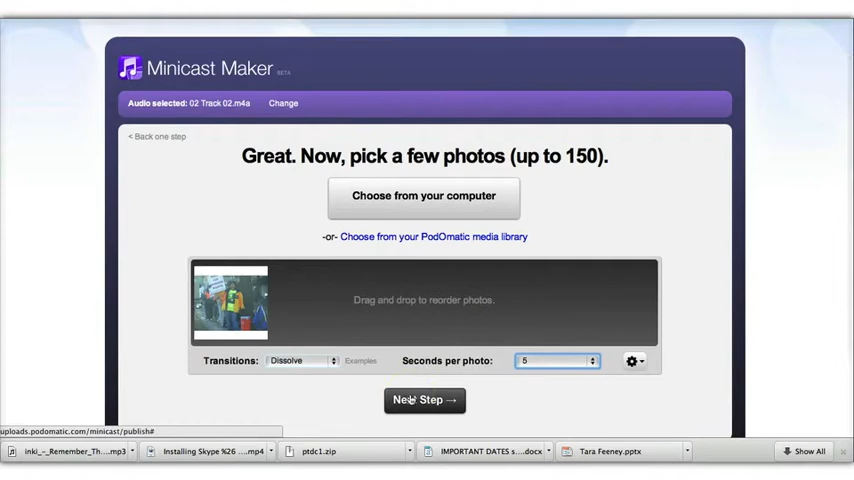 Minicast Maker BETA
Audio selected: 02 Track 02.m4a Change
< Back one step
Great. Now, pick a few photos (up to 150).
Choose from your computer
-or- Choose from your PodOmatic media library
Drag and drop to reorder photos.
Transitions: Dissolve Examples Seconds per photo: 5
Next Step →
uploads.podomatic.com/minicast/publish#
inki_-_Remember_Th....mp3 Installing Skype %26 ....mp4 ptdc1.zip IMPORTANT DATES s....docx Tara Feeney.pptx Show All